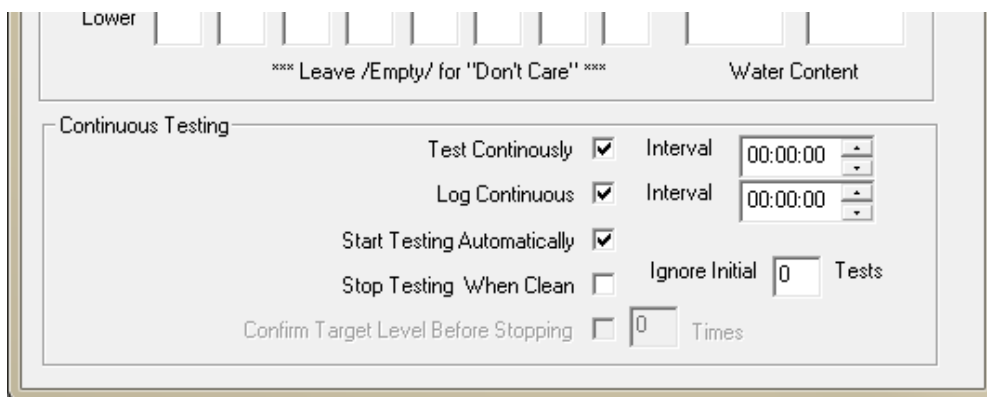 Lower
*** Leave /Empty/ for "Don't Care" *** Water Content
Continuous Testing
Test Continously Interval 00:00:00
Log Continuous Interval 00:00:00
Start Testing Automatically
Stop Testing When Clean Ignore Initial 0 Tests
Confirm Target Level Before Stopping 0 Times